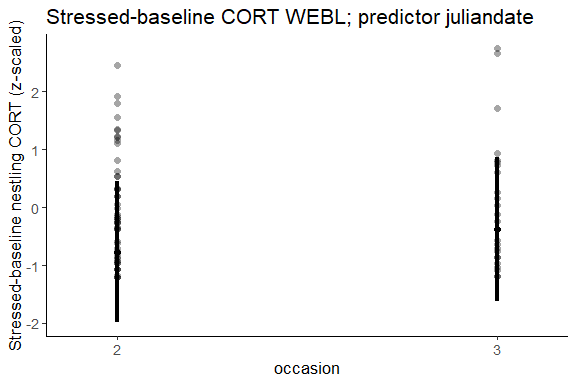 Stressed-baseline CORT WEBL; predictor juliandate
Stressed-baseline nestling CORT (z-scaled)
2
1
0
-1
-2
2
3
occasion